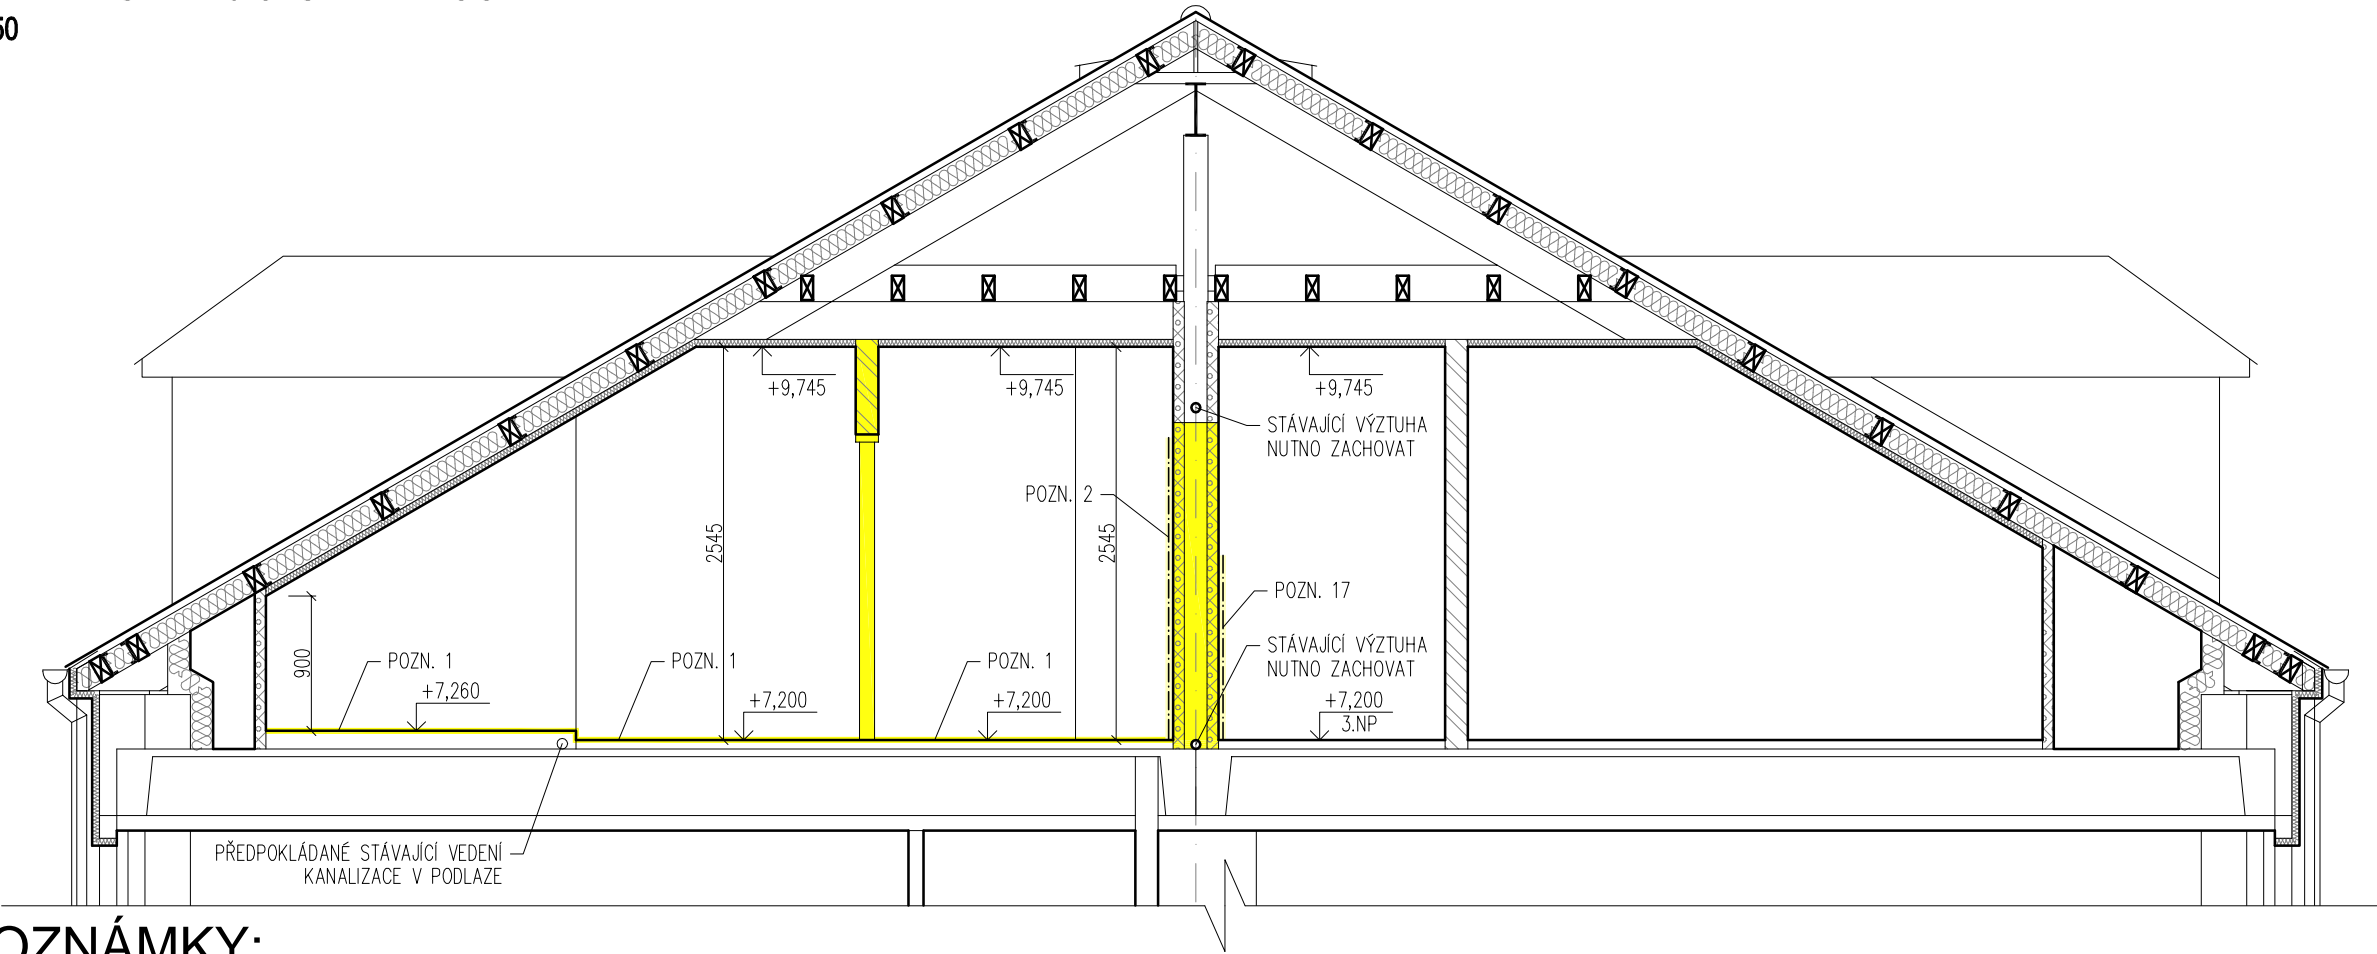 50
+9,745
+9,745
+9,745
STÁVAJÍCÍ VÝZTUHA
NUTNO ZACHOVAT
POZN. 2
2545
2545
POZN. 17
STÁVAJÍCÍ VÝZTUHA
NUTNO ZACHOVAT
900
POZN. 1
POZN. 1
POZN. 1
+7,260
+7,200
+7,200
+7,200
3.NP
PŘEDPOKLÁDANÉ STÁVAJÍCÍ VEDENÍ
KANALIZACE V PODLAZE
OZNÁMKY: